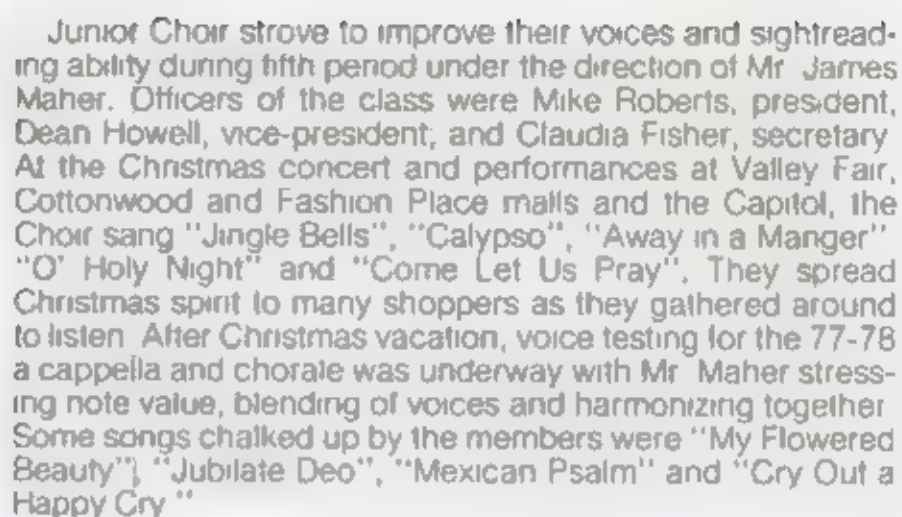 Junior Choir strove to improve their voices and sightread-
ing ability during fifth period under the direction of Mr James
Maher. Officers of the class were Mike Roberts, president,
Dean Howell, vice-president; and Claudia Fisher, secretary
At the Christmas concert and performances at Valley Fair,
Cottonwood and Fashion Place malls and the Capitol, the
Choir sang "Jingle Bells", "Calypso", "Away in a Manger"
"O' Holy Night" and "Come Let Us Pray". They spread
Christmas spirit to many shoppers as they gathered around
to listen After Christmas vacation, voice testing for the 77-78
a cappella and chorale was underway with Mr Maher stress-
ing note value, blending of voices and harmonizing together
Some songs chalked up by the members were "My Flowered
Beauty", "Jubilate Deo", "Mexican Psalm" and "Cry Out a
Happy Cry "